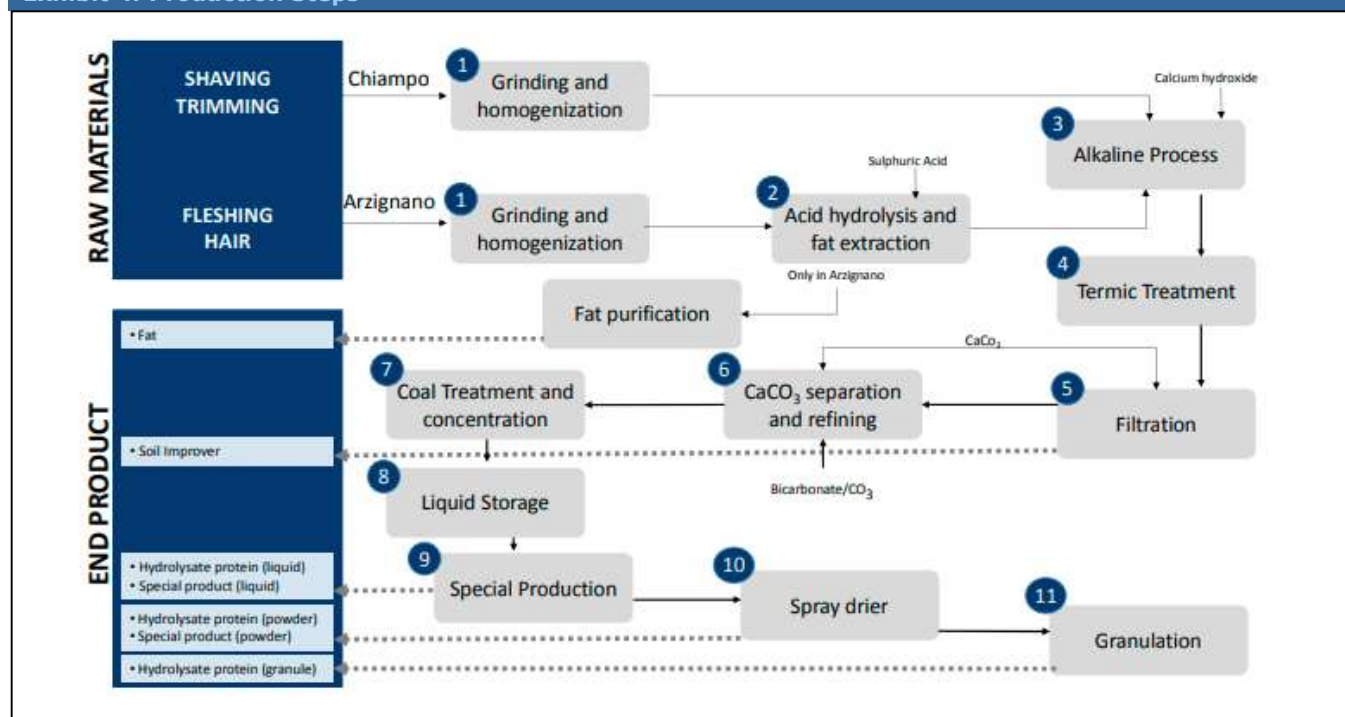 Exhibit 4: Production Steps
RAW MATERIALS
SHAVING
TRIMMING
FLESHING
HAIR
Chiampo
Arzignano
1
Grinding and
homogenization
1
Grinding and
homogenization
Sulphuric Acid
2
Acid hydrolysis and
fat extraction
Calcium hydroxide
3
Alkaline Process
4
Termic Treatment
Only in Arzignano
Fat purification
CaCo3
5
Filtration
6
CaCO3 separation
and refining
Bicarbonate/CO3
7
Coal Treatment and
concentration
8
Liquid Storage
9
Special Production
10
Spray drier
11
Granulation
END PRODUCT
• Fat
• Soil Improver
• Hydrolysate protein (liquid)
• Special product (liquid)
• Hydrolysate protein (powder)
• Special product (powder)
• Hydrolysate protein (granule)